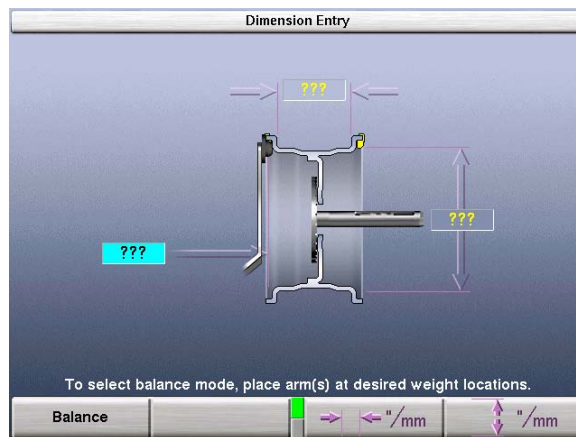 Dimension Entry
???
???
???
To select balance mode, place arm(s) at desired weight locations.
Balance
"/mm
"/mm